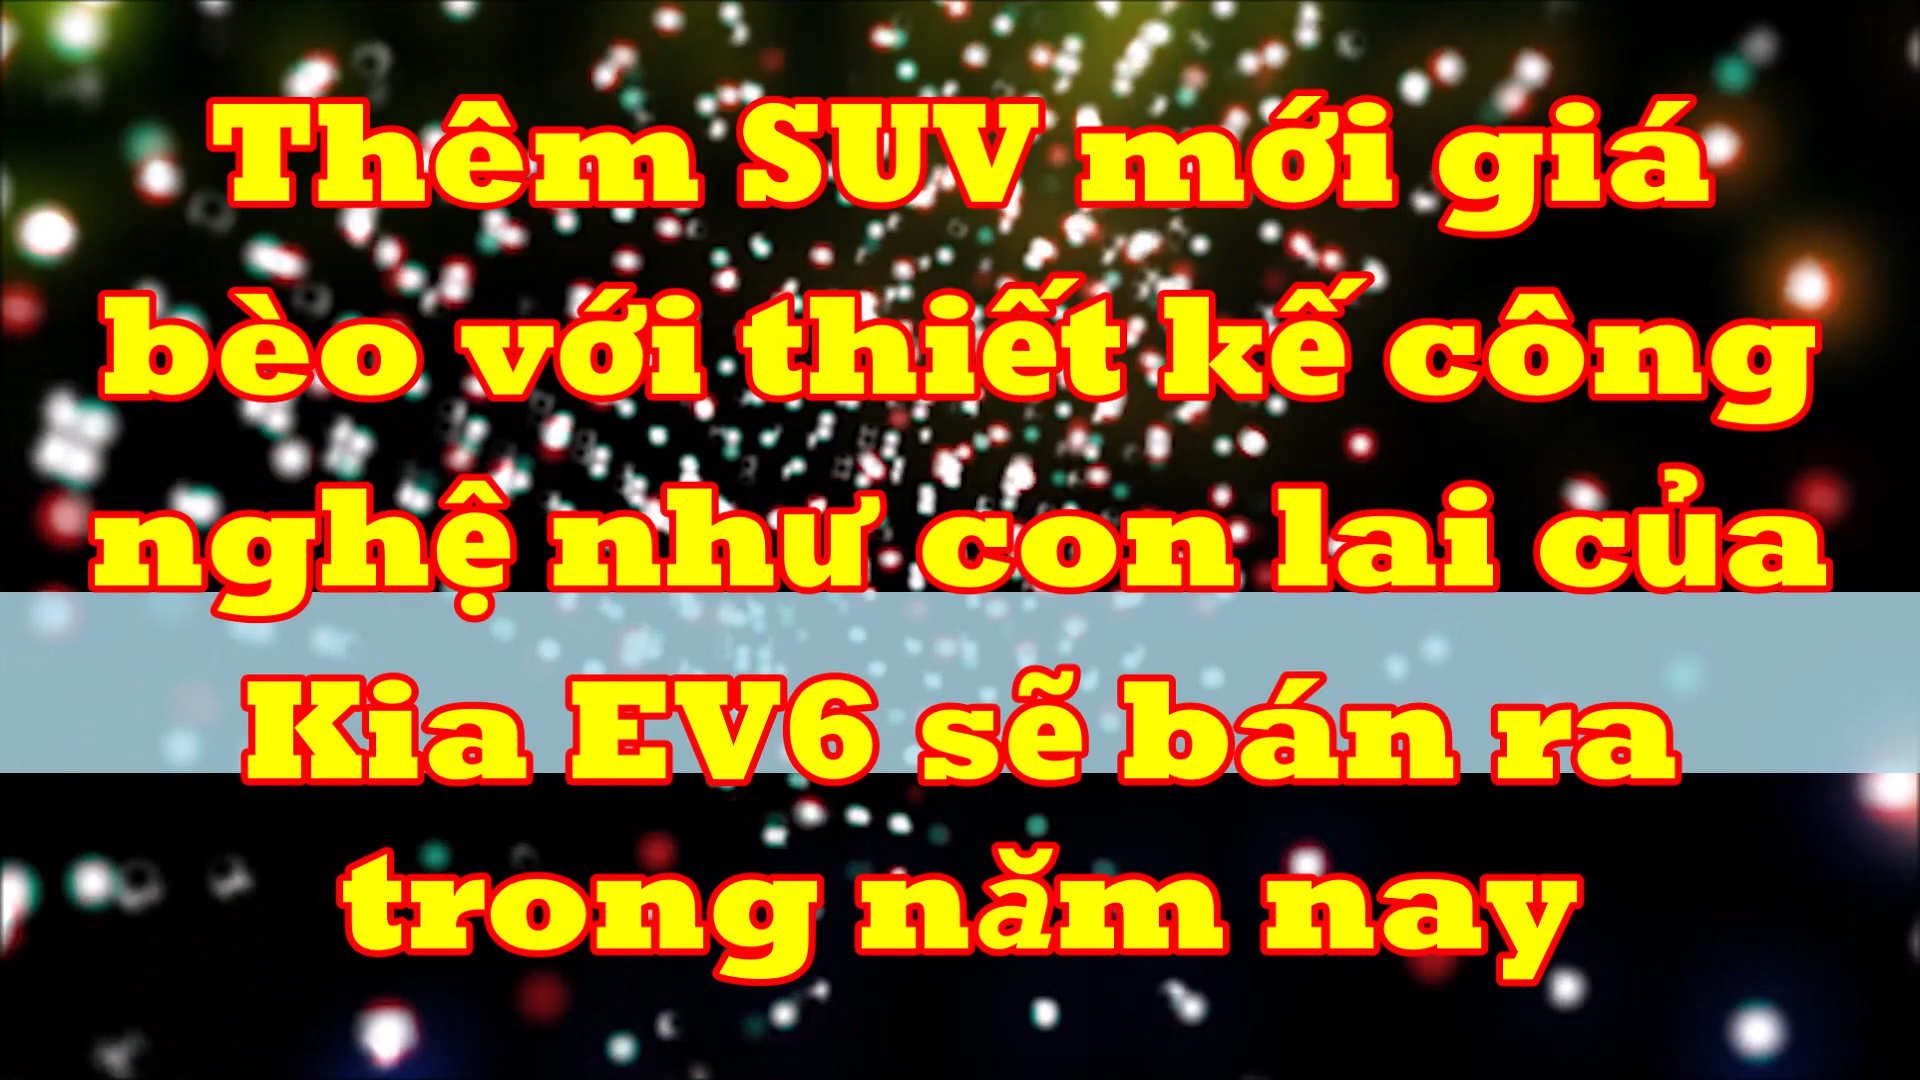 Thêm SUV mới giá
bèo với thiết kế công
nghệ như con lai của
Kia EV6 sẽ bán ra
trong năm nay